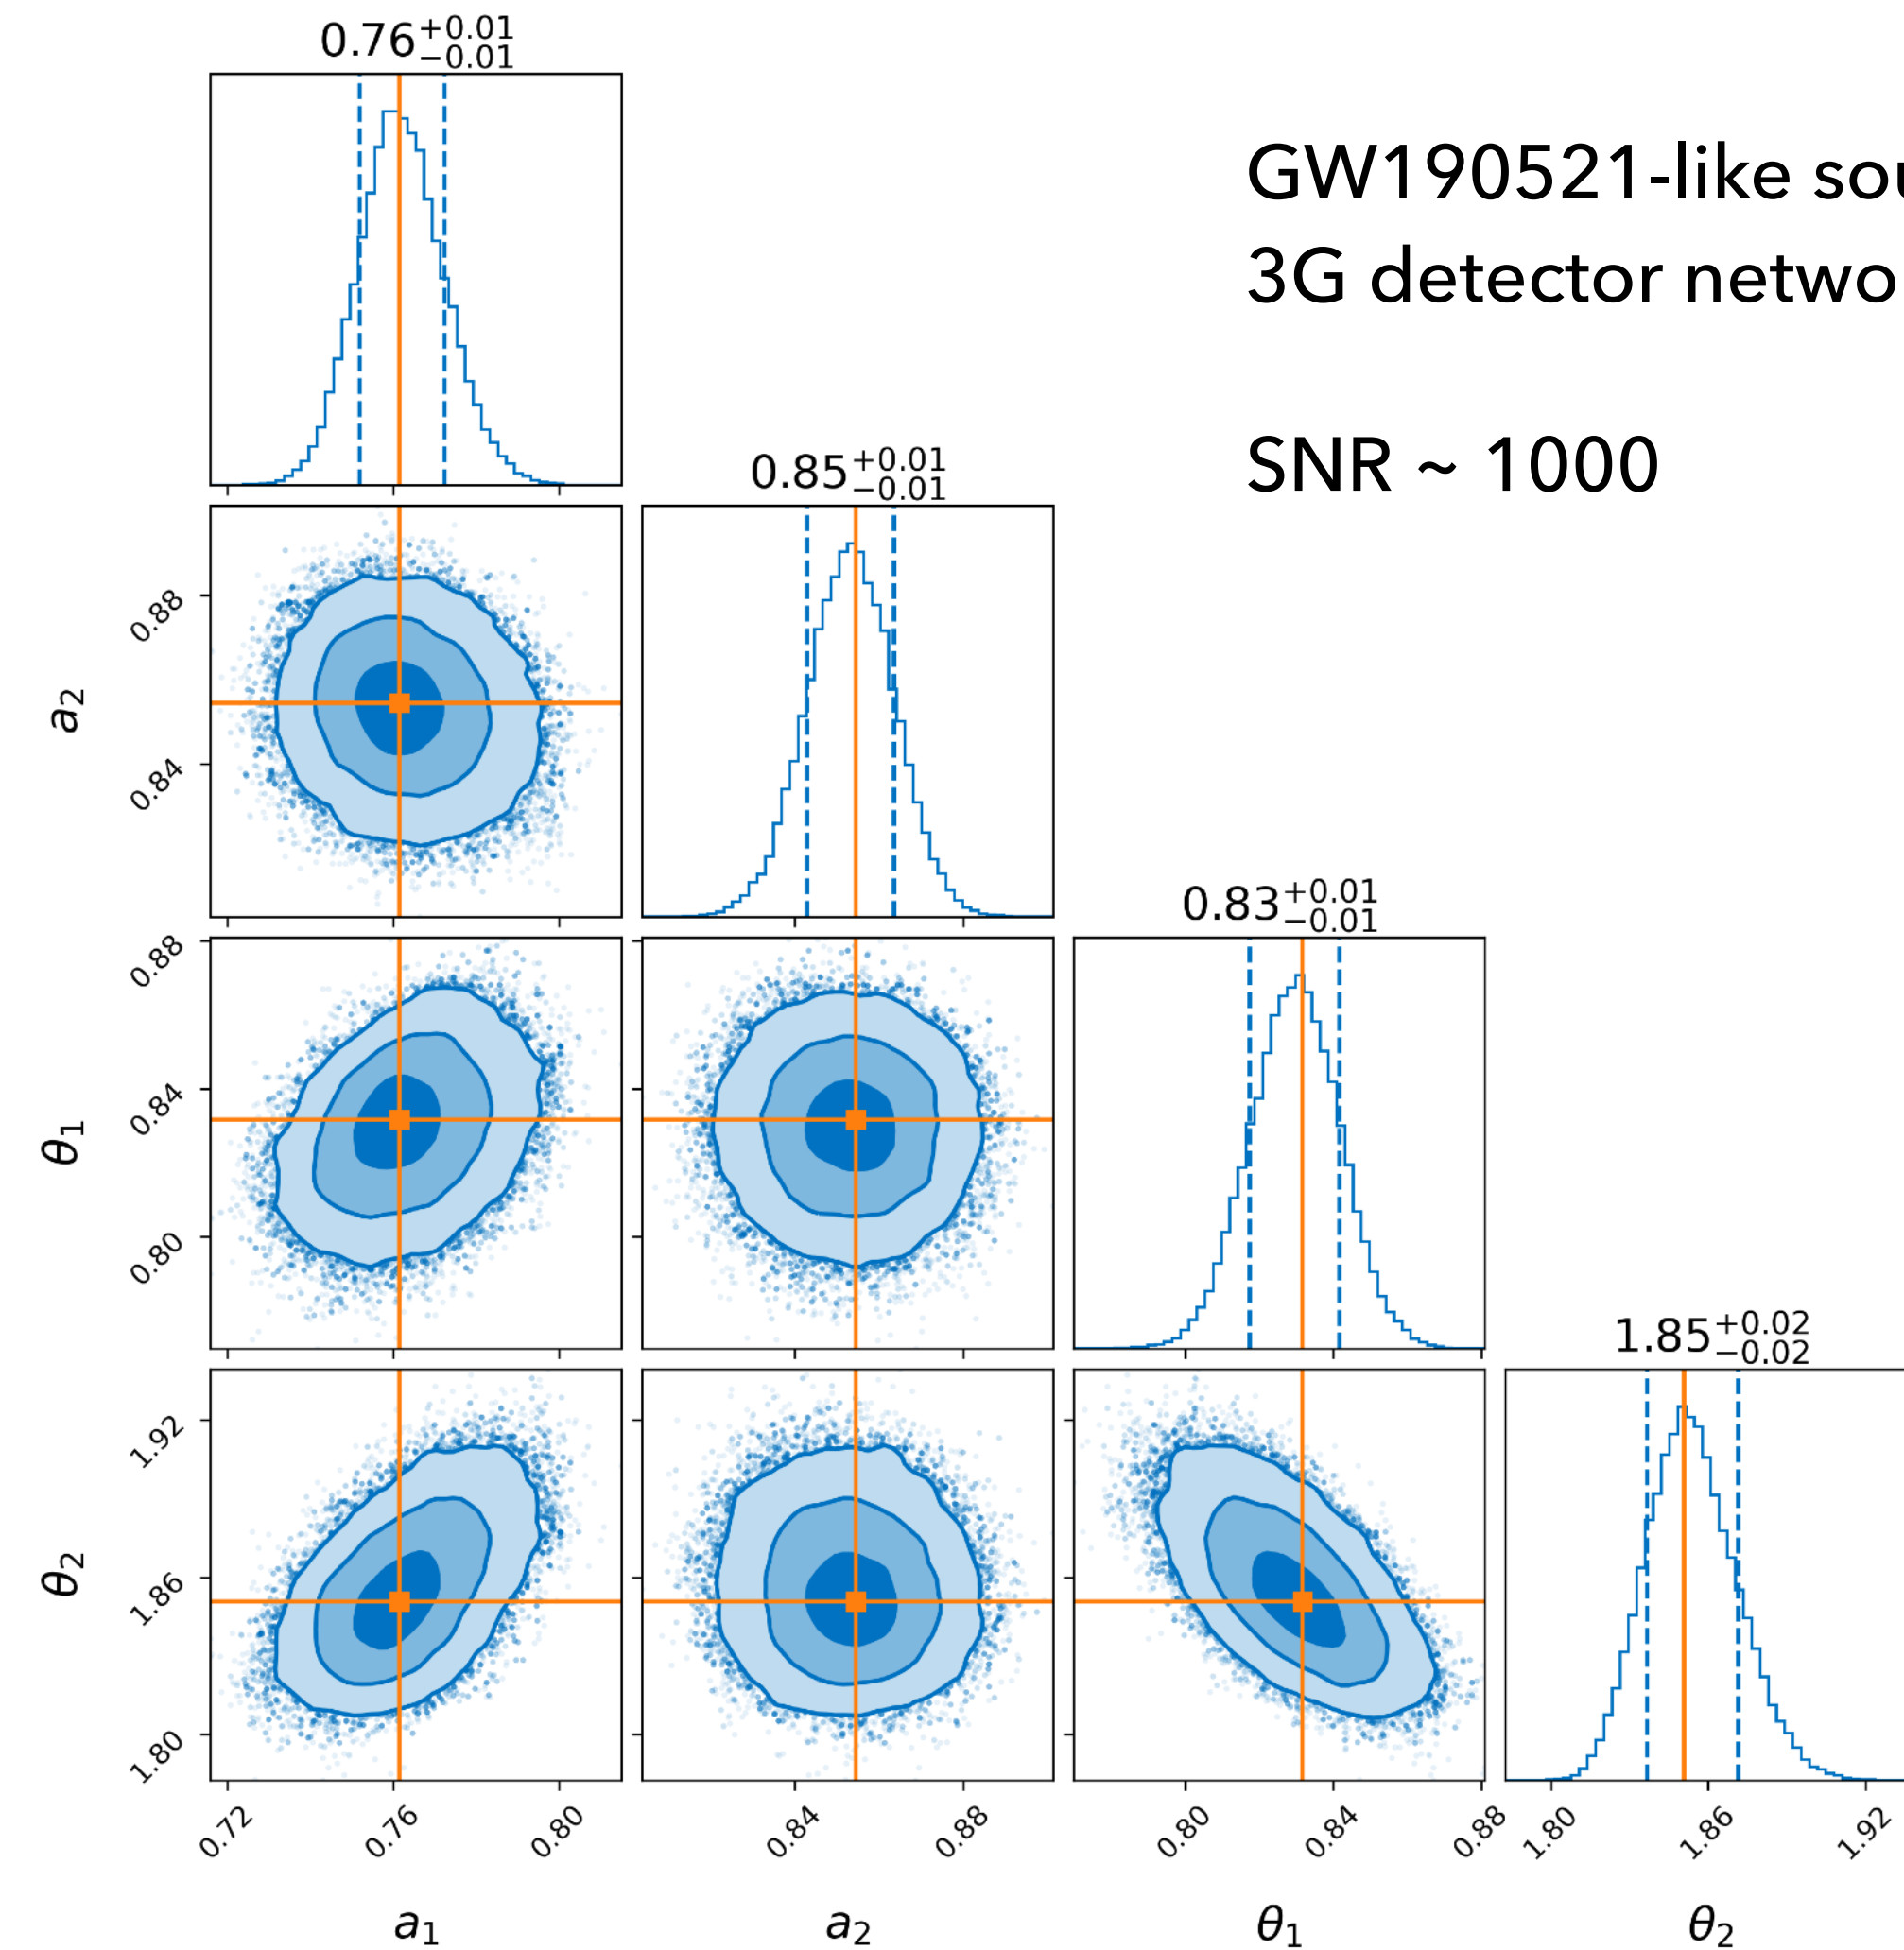 0.76 +0.01 −0.01
GW190521-like sou
3G detector netwo
SNR ~ 1000
0.85 +0.01 −0.01
a2
0.88
0.84
0.83 +0.01 −0.01
θ1
0.88
0.84
0.80
1.85 +0.02 −0.02
θ2
1.92
1.86
1.80
0.72 0.76 0.80 0.84 0.88 0.80 0.84 0.88 1.80 1.86 1.92
a1 a2 θ1 θ2